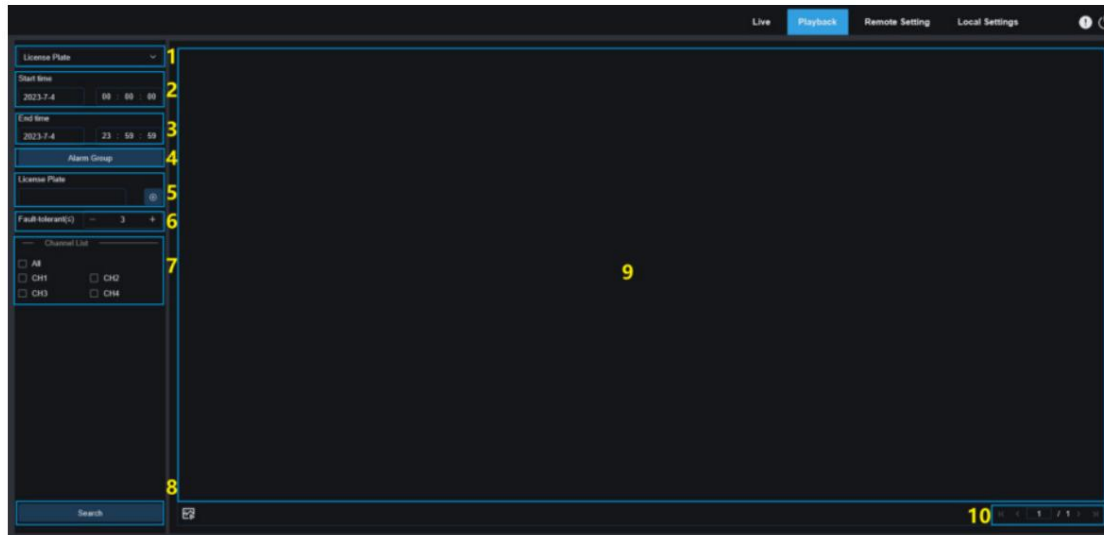 Live Playback Remote Setting Local Settings
License Plate 1
Start time
2023-7-4 00 : 00 : 00 2
End time
2023-7-4 23 : 59 : 59 3
Alarm Group 4
License Plate
5
Fault-tolerant(≤) − 3 + 6
Channel List
All 7
CH1 CH2
CH3 CH4
9
8
Search
10 1 / 1